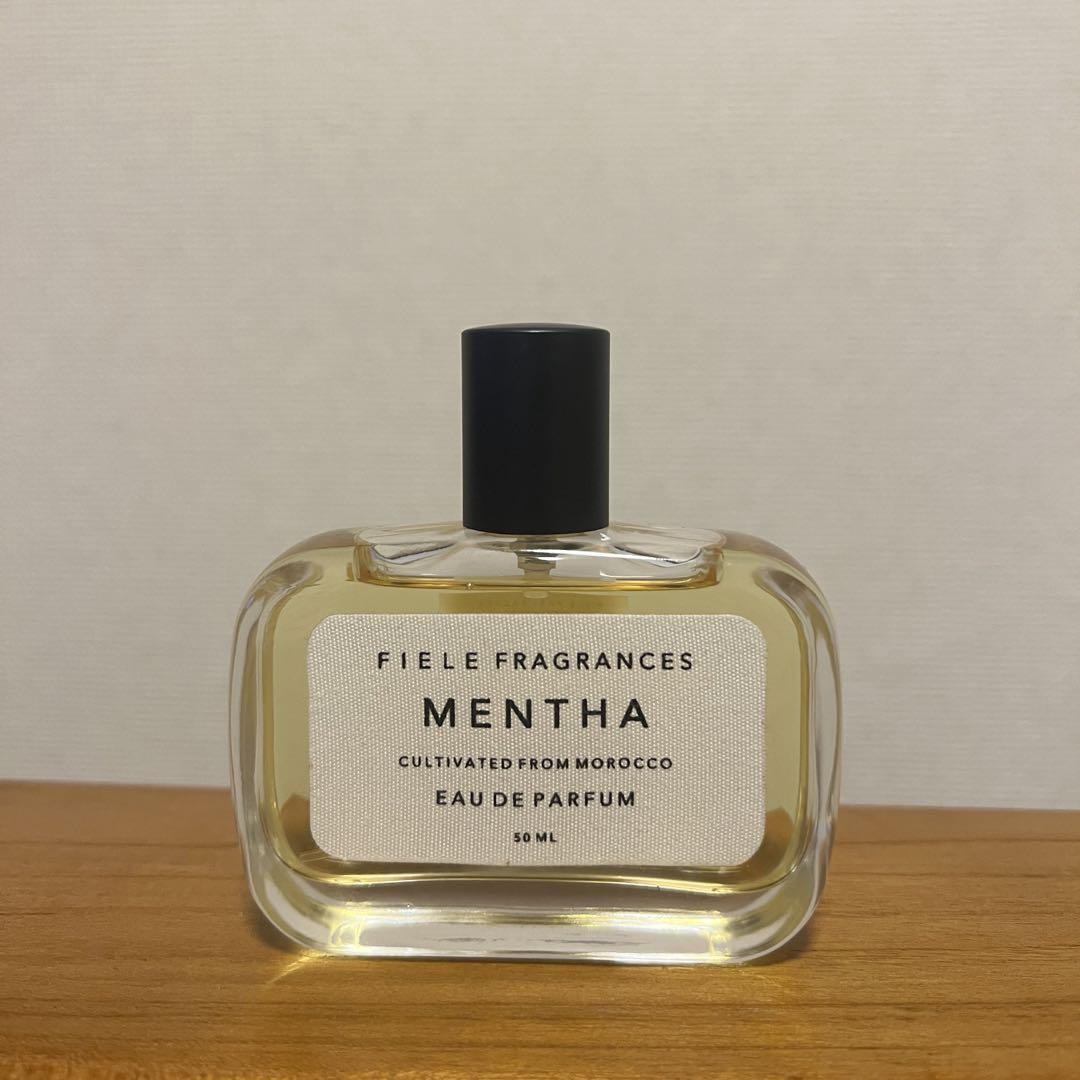 FIELE FRAGRANCES
MENTHA
CULTIVATED FROM MOROCCO
EAU DE PARFUM
50 ML